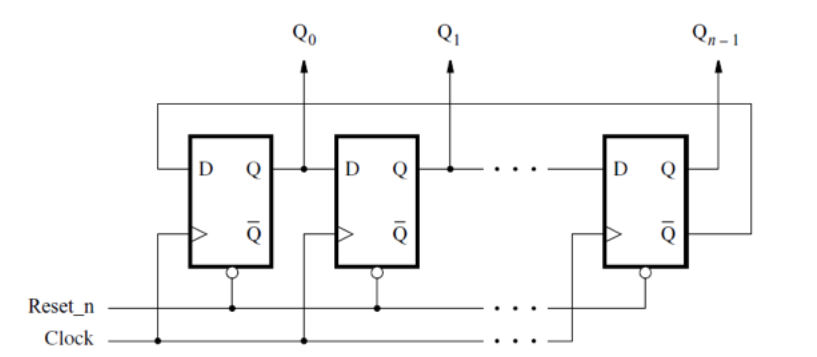 Q₀ Q₁ Qₙ₋₁
D Q D Q D Q
Q̅ Q̅ Q̅
Reset_n
Clock